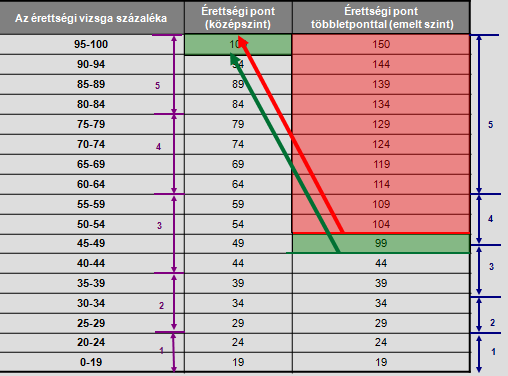 Az érettségi vizsga százaléka
Érettségi pont
(középszint)
Érettségi pont
többletponttal (emelt szint)
95-100 100 150
90-94 94 144
85-89 5 89 139
80-84 84 134
75-79 79 129 5
70-74 4 74 124
65-69 69 119
60-64 64 114
55-59 59 109 4
50-54 3 54 104
45-49 49 99
40-44 44 44 3
35-39 39 39
30-34 2 34 34
25-29 29 29 2
20-24 1 24 24 1
0-19 19 19